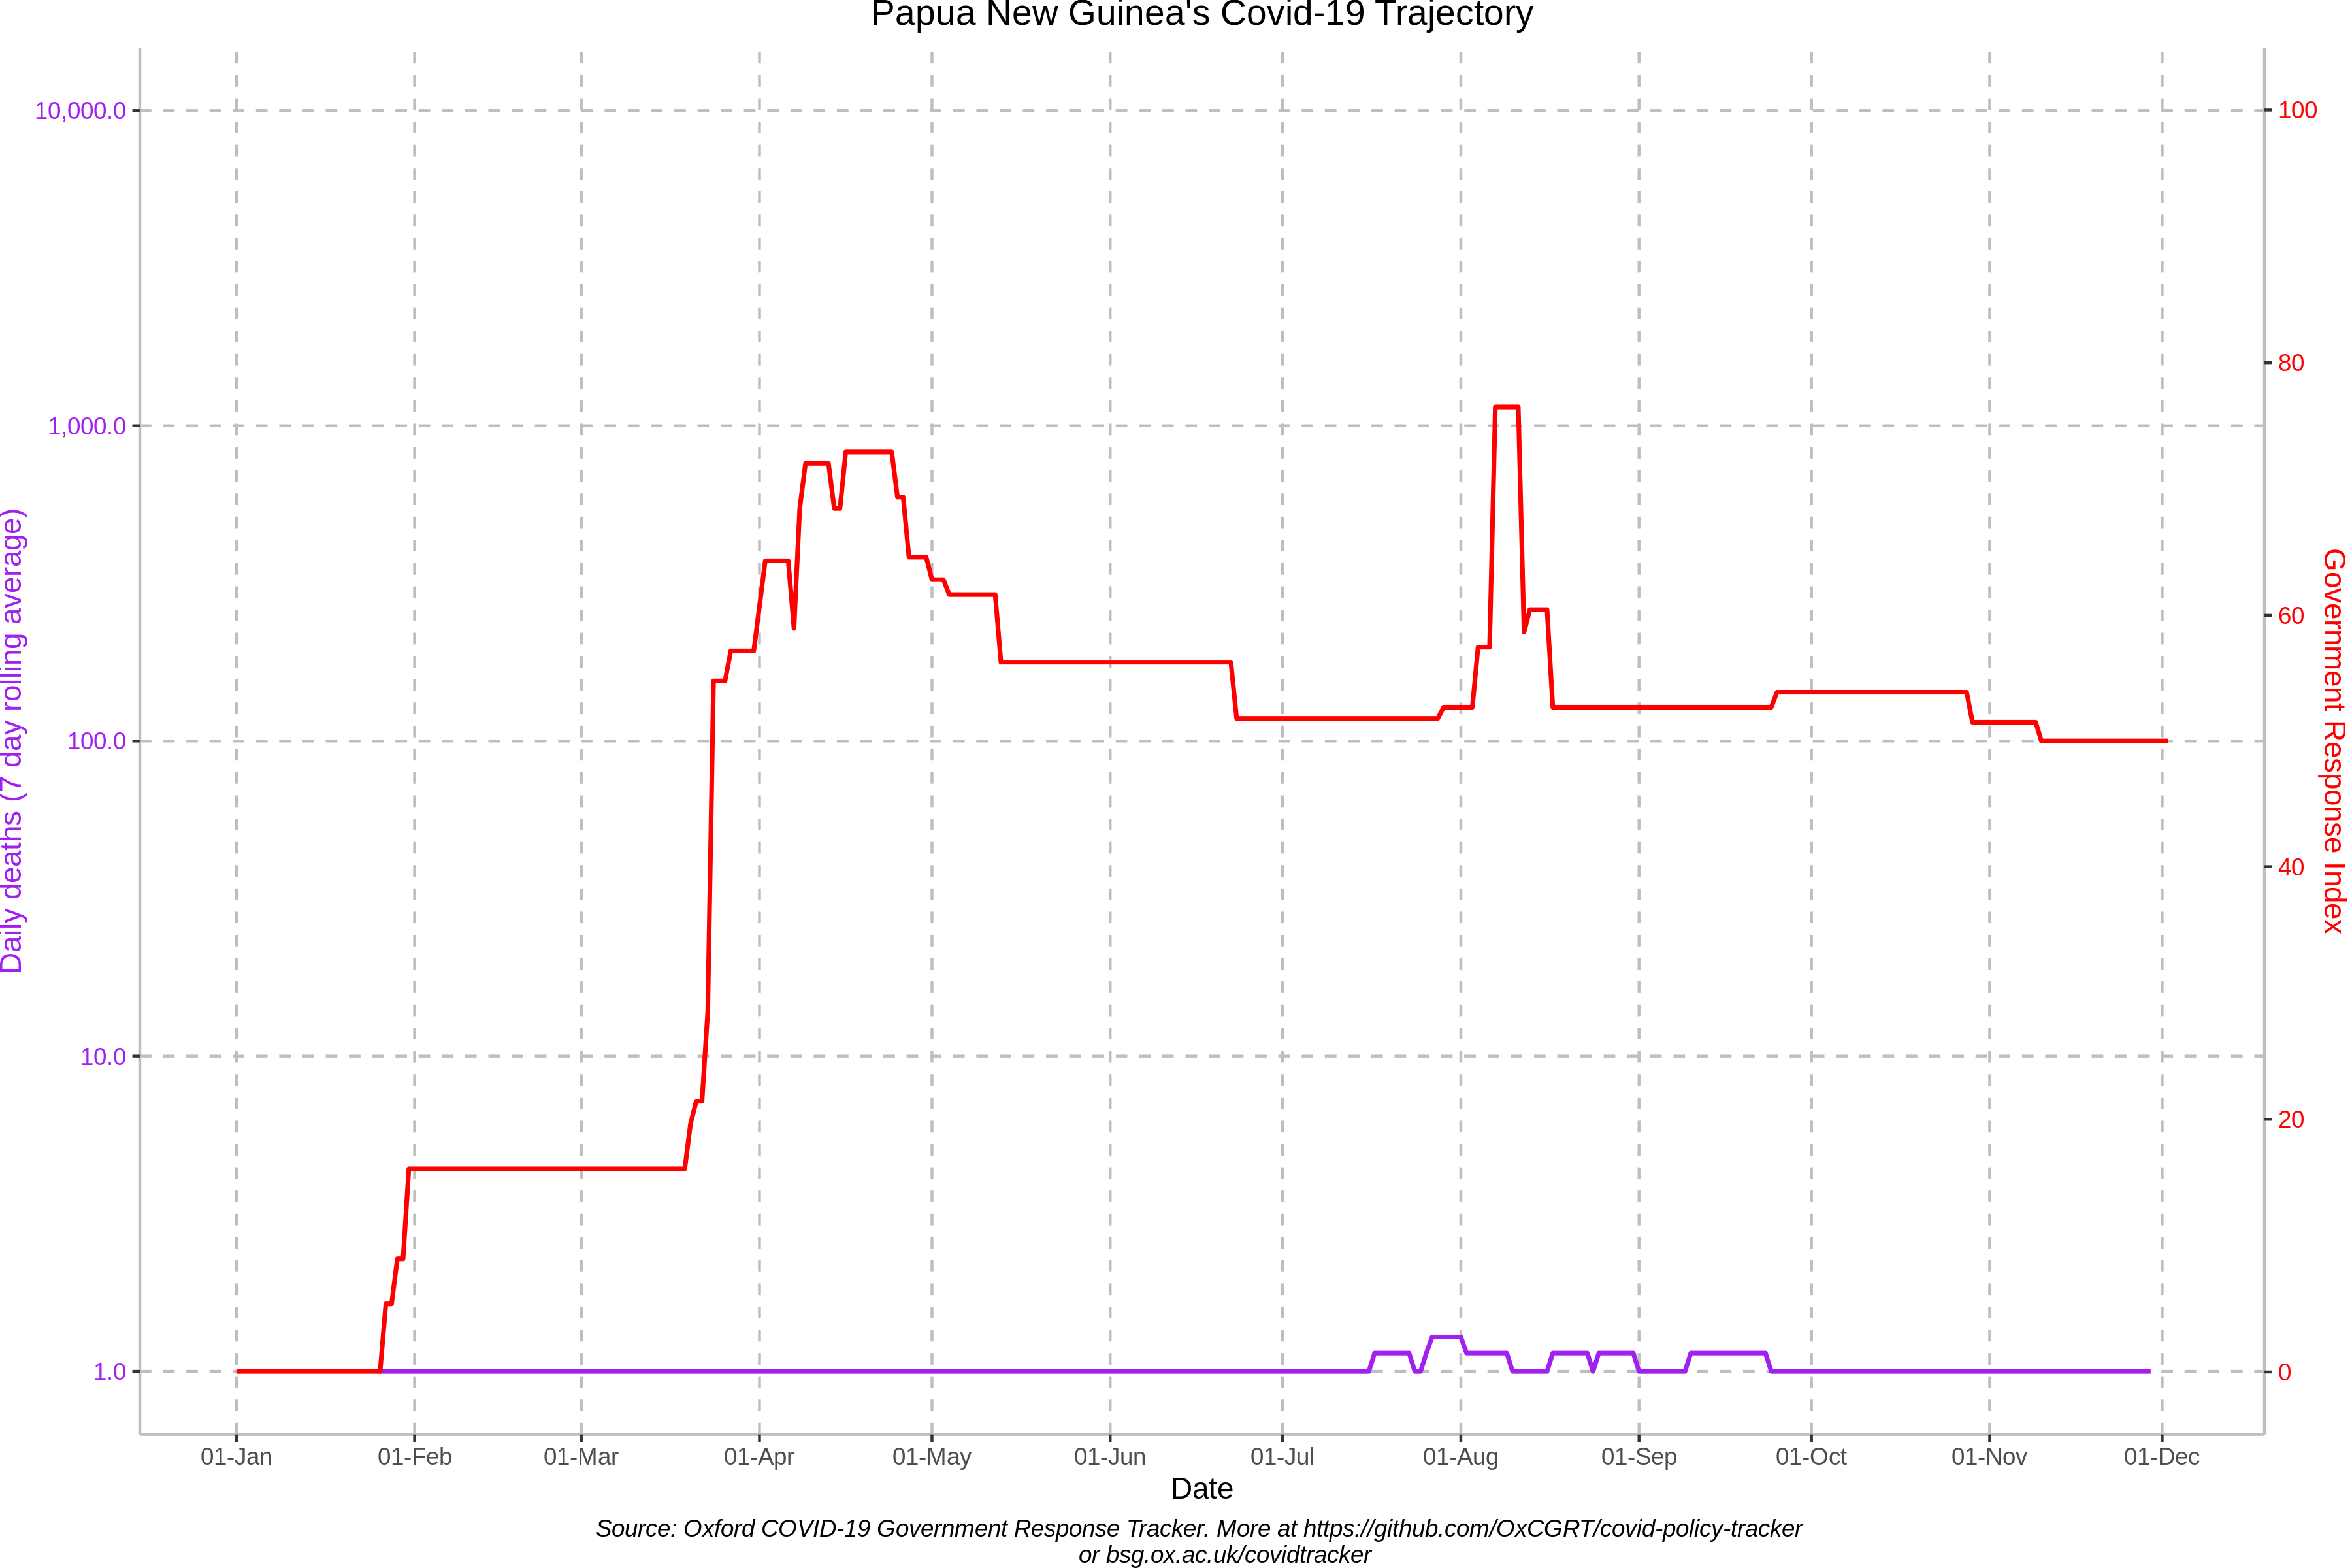 Papua New Guinea's Covid-19 Trajectory
10,000.0
1,000.0
100.0
10.0
1.0
Daily deaths (7 day rolling average)
100
80
60
40
20
0
Government Response Index
01-Jan 01-Feb 01-Mar 01-Apr 01-May 01-Jun 01-Jul 01-Aug 01-Sep 01-Oct 01-Nov 01-Dec
Date
Source: Oxford COVID-19 Government Response Tracker. More at https://github.com/OxCGRT/covid-policy-tracker
or bsg.ox.ac.uk/covidtracker